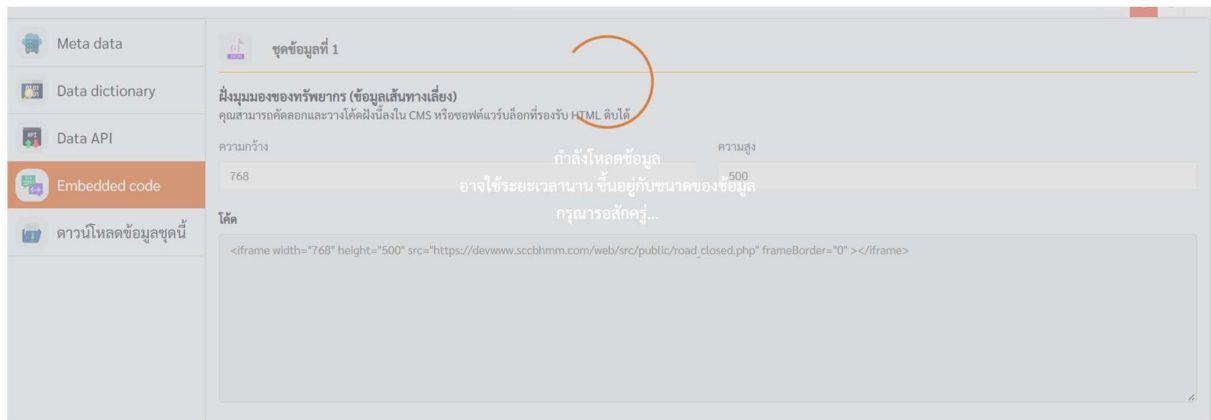 Meta data
Data dictionary
Data API
Embedded code
ดาวน์โหลดข้อมูลชุดนี้
ชุดข้อมูลที่ 1
ฝั่งมุมมองของทรัพยากร (ข้อมูลเส้นทางเลี่ยง)
คุณสามารถคัดลอกและวางโค้ดฝังนี้ลงใน CMS หรือซอฟต์แวร์บล็อกที่รองรับ HTML ดิบได้
ความกว้าง
ความสูง
768
500
กำลังโหลดข้อมูล
อาจใช้ระยะเวลานาน ขึ้นอยู่กับขนาดของข้อมูล
กรุณารอสักครู่...
โค้ด
<iframe width="768" height="500" src="https://devwww.sccbhmm.com/web/src/public/road_closed.php" frameBorder="0" ></iframe>